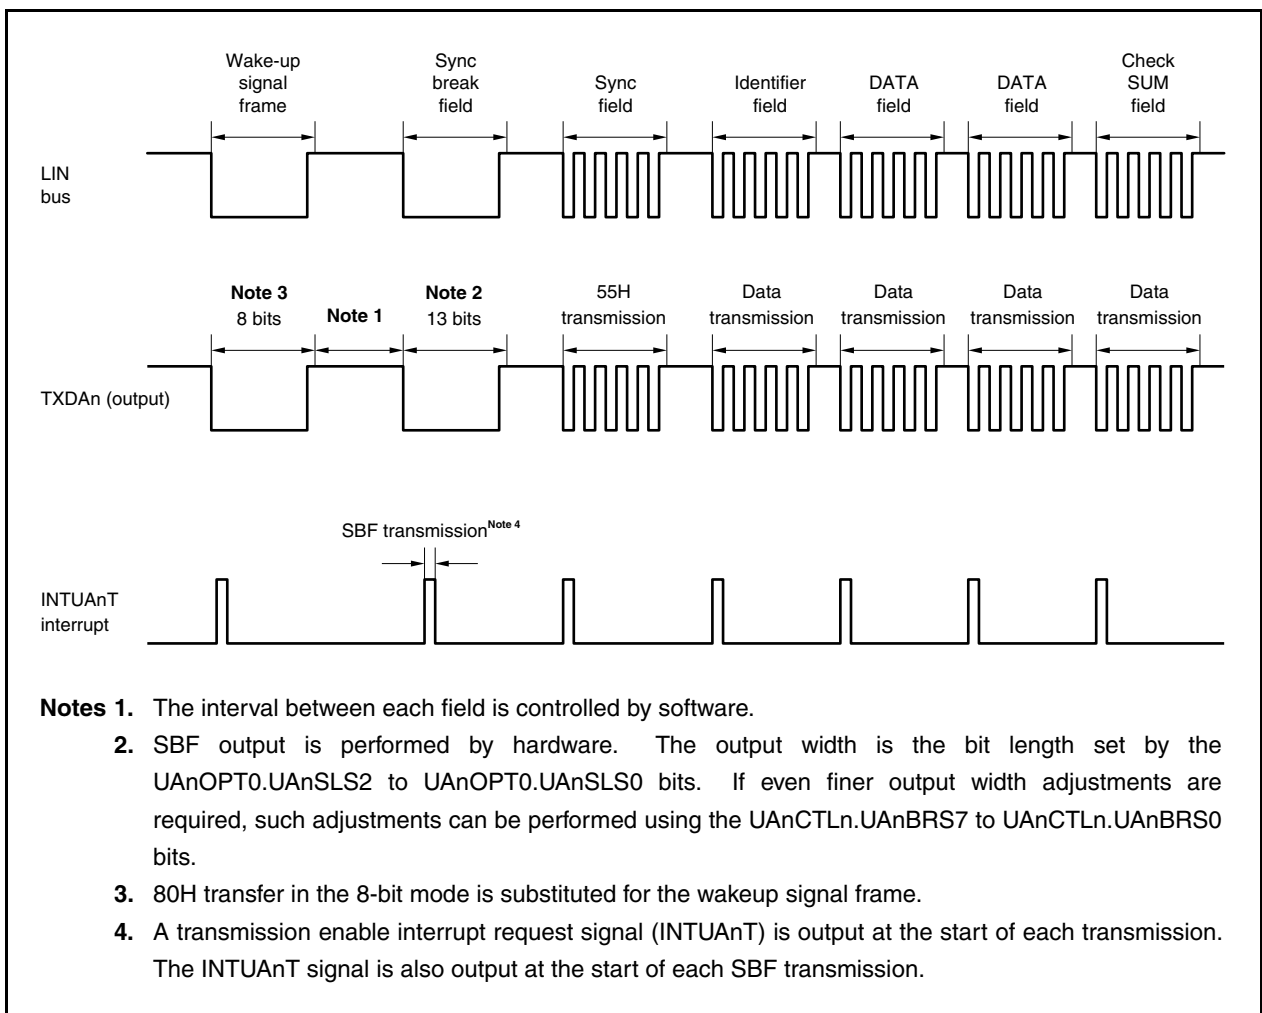 Wake-up
signal
frame
Sync
break
field
Sync
field
Identifier
field
DATA
field
DATA
field
Check
SUM
field
LIN
bus
Note 3
8 bits
Note 1
Note 2
13 bits
55H
transmission
Data
transmission
Data
transmission
Data
transmission
Data
transmission
TXDAn (output)
SBF transmission Note 4
INTUAnT
interrupt
Notes 1. The interval between each field is controlled by software.
2. SBF output is performed by hardware. The output width is the bit length set by the
UAnOPT0.UAnSLS2 to UAnOPT0.UAnSLS0 bits. If even finer output width adjustments are
required, such adjustments can be performed using the UAnCTLn.UAnBRS7 to UAnCTLn.UAnBRS0
bits.
3. 80H transfer in the 8-bit mode is substituted for the wakeup signal frame.
4. A transmission enable interrupt request signal (INTUAnT) is output at the start of each transmission.
The INTUAnT signal is also output at the start of each SBF transmission.